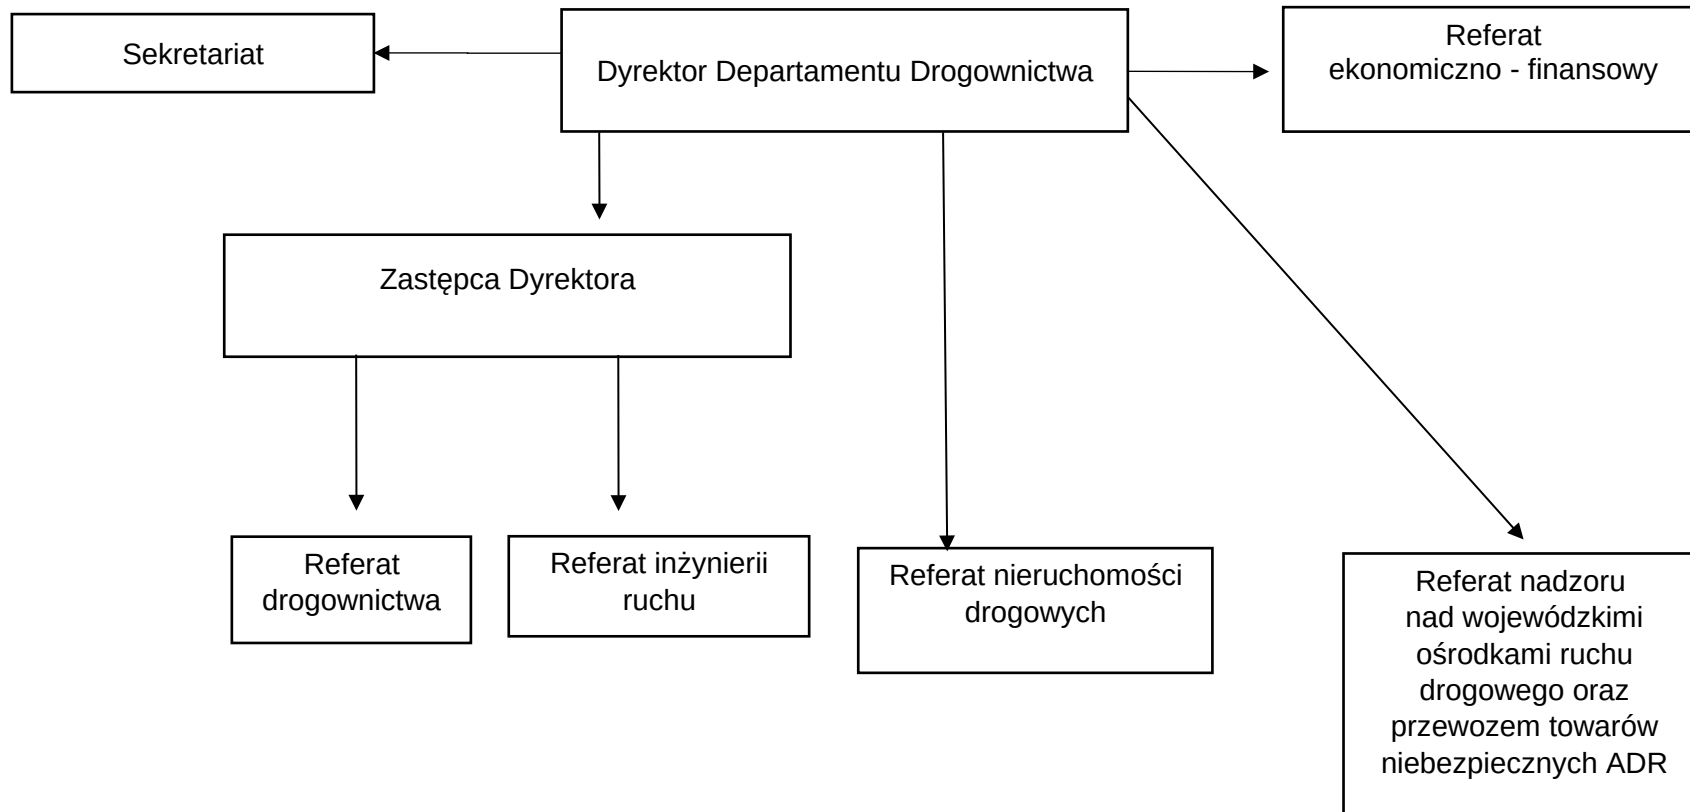 Sekretariat
Dyrektor Departamentu Drogownictwa
Referat
ekonomiczno - finansowy
Zastępca Dyrektora
Referat
drogownictwa
Referat inżynierii
ruchu
Referat nieruchomości
drogowych
Referat nadzoru
nad wojewódzkimi
ośrodkami ruchu
drogowego oraz
przewozem towarów
niebezpiecznych ADR